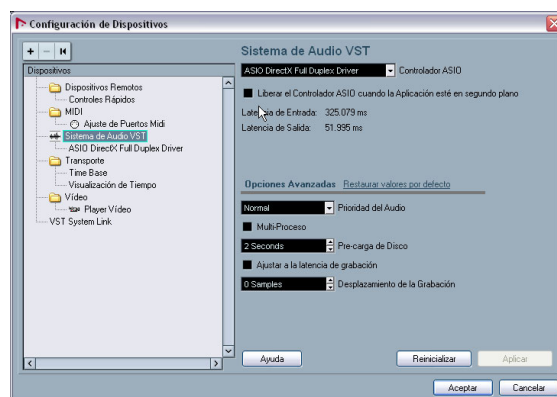 Configuración de Dispositivos
Dispositivos
Dispositivos Remotos
Controles Rápidos
MIDI
Ajuste de Puertos Midi
Sistema de Audio VST
ASIO DirectX Full Duplex Driver
Transporte
Time Base
Visualización de Tiempo
Vídeo
Player Vídeo
VST System Link
Sistema de Audio VST
ASIO DirectX Full Duplex Driver Controlador ASIO
Liberar el Controlador ASIO cuando la Aplicación esté en segundo plano
Latencia de Entrada: 325.079 ms
Latencia de Salida: 51.995 ms
Opciones Avanzadas Restaurar valores por defecto
Normal Prioridad del Audio
Multi-Proceso
2 Seconds Pre-carga de Disco
Ajustar a la latencia de grabación
0 Samples Desplazamiento de la Grabación
Ayuda Reinicializar Aplicar
Aceptar Cancelar